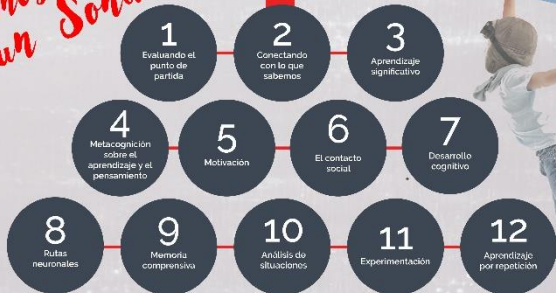 un
1
Evaluando el
punto de
partida
2
Conectando
con lo que
sabemos
3
Aprendizaje
significativo
4
Metacognición
sobre el
aprendizaje y el
pensamiento
5
Motivación
6
El contacto
social
7
Desarrollo
cognitivo
8
Rutas
neuronales
9
Memoria
comprensiva
10
Análisis de
situaciones
11
Experimentación
12
Aprendizaje
por repetición